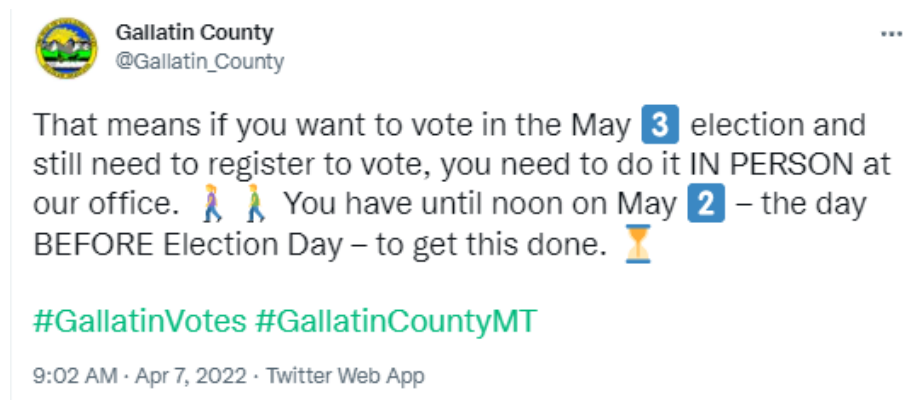 Gallatin County
@Gallatin_County
That means if you want to vote in the May 3️⃣ election and
still need to register to vote, you need to do it IN PERSON at
our office. 🚶‍♀️ 🚶‍♂️ You have until noon on May 2️⃣ – the day
BEFORE Election Day – to get this done. ⏳
#GallatinVotes #GallatinCountyMT
9:02 AM · Apr 7, 2022 · Twitter Web App